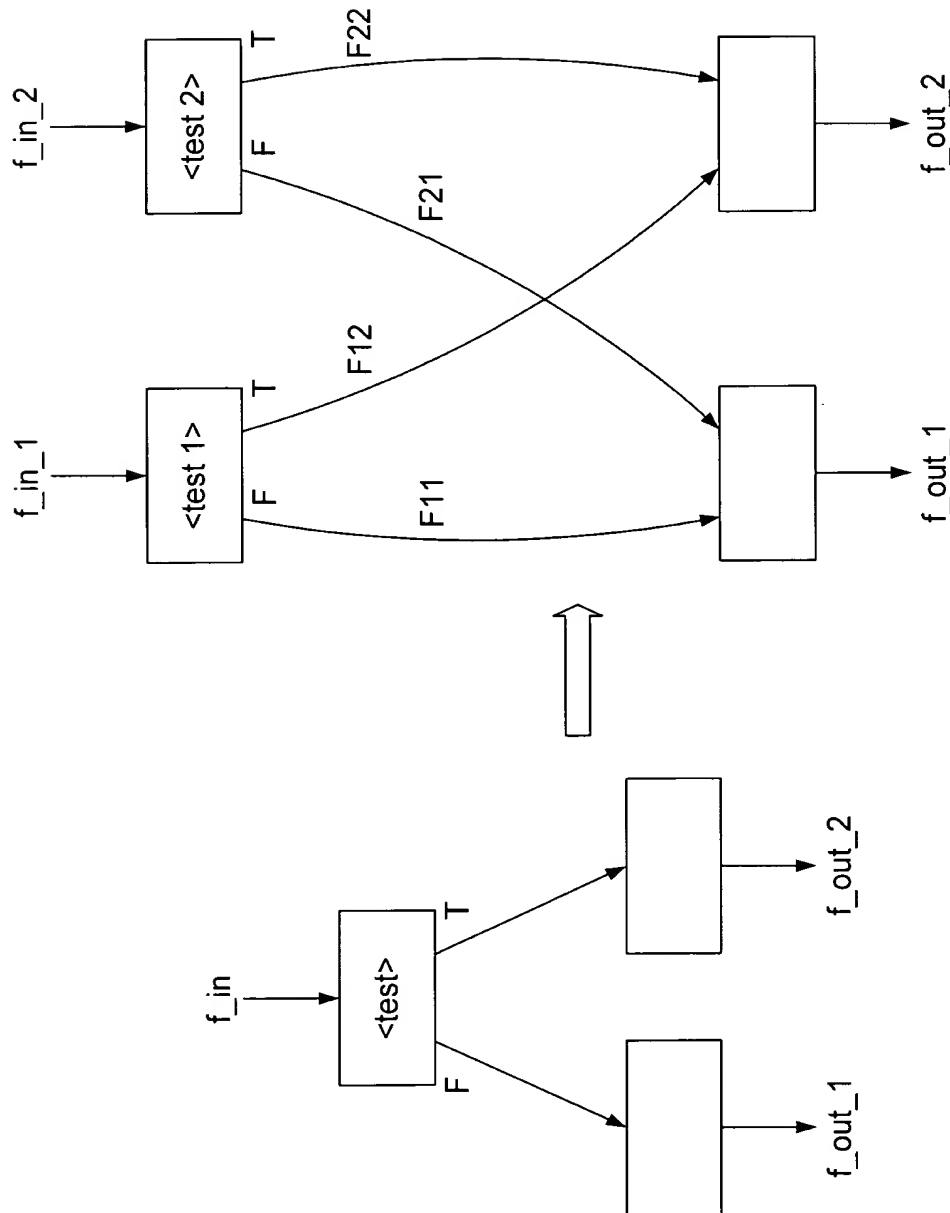 f_in
<test>
F
T
f_out_1
f_out_2
f_in_1
<test 1>
F
T
f_in_2
<test 2>
F
T
F11
F12
F21
F22
f_out_1
f_out_2